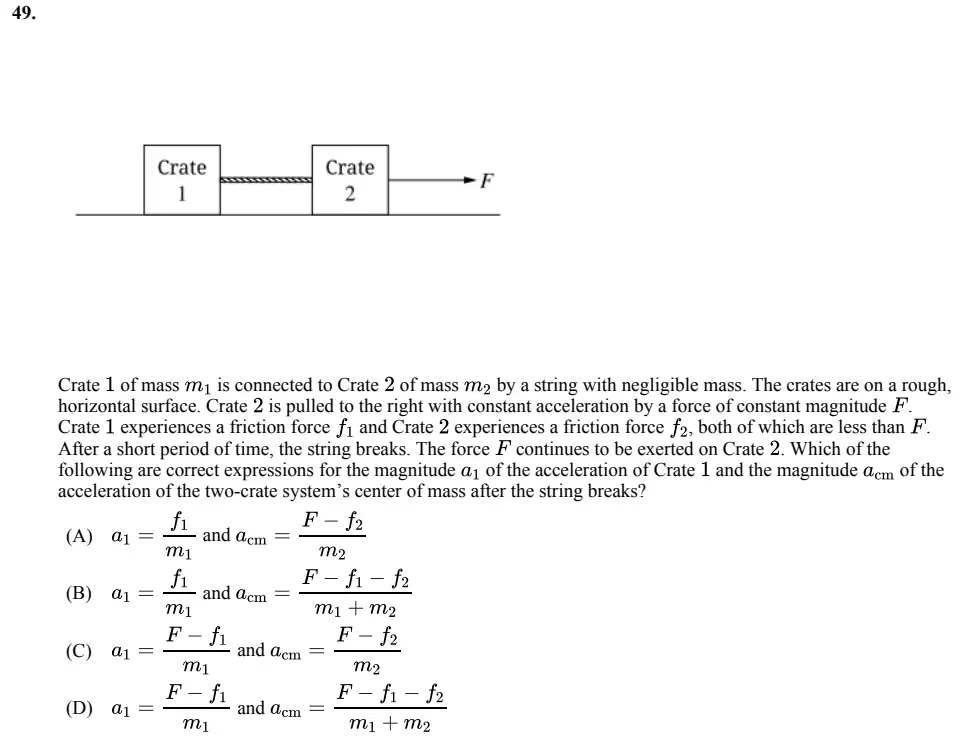 49.
Crate
1
Crate
2
F
Crate 1 of mass m₁ is connected to Crate 2 of mass m₂ by a string with negligible mass. The crates are on a rough,
horizontal surface. Crate 2 is pulled to the right with constant acceleration by a force of constant magnitude F.
Crate 1 experiences a friction force f₁ and Crate 2 experiences a friction force f₂, both of which are less than F.
After a short period of time, the string breaks. The force F continues to be exerted on Crate 2. Which of the
following are correct expressions for the magnitude a₁ of the acceleration of Crate 1 and the magnitude a_cm of the
acceleration of the two-crate system’s center of mass after the string breaks?
(A) a₁ = f₁/m₁ and a_cm = (F − f₂)/m₂
(B) a₁ = f₁/m₁ and a_cm = (F − f₁ − f₂)/(m₁ + m₂)
(C) a₁ = (F − f₁)/m₁ and a_cm = (F − f₂)/m₂
(D) a₁ = (F − f₁)/m₁ and a_cm = (F − f₁ − f₂)/(m₁ + m₂)